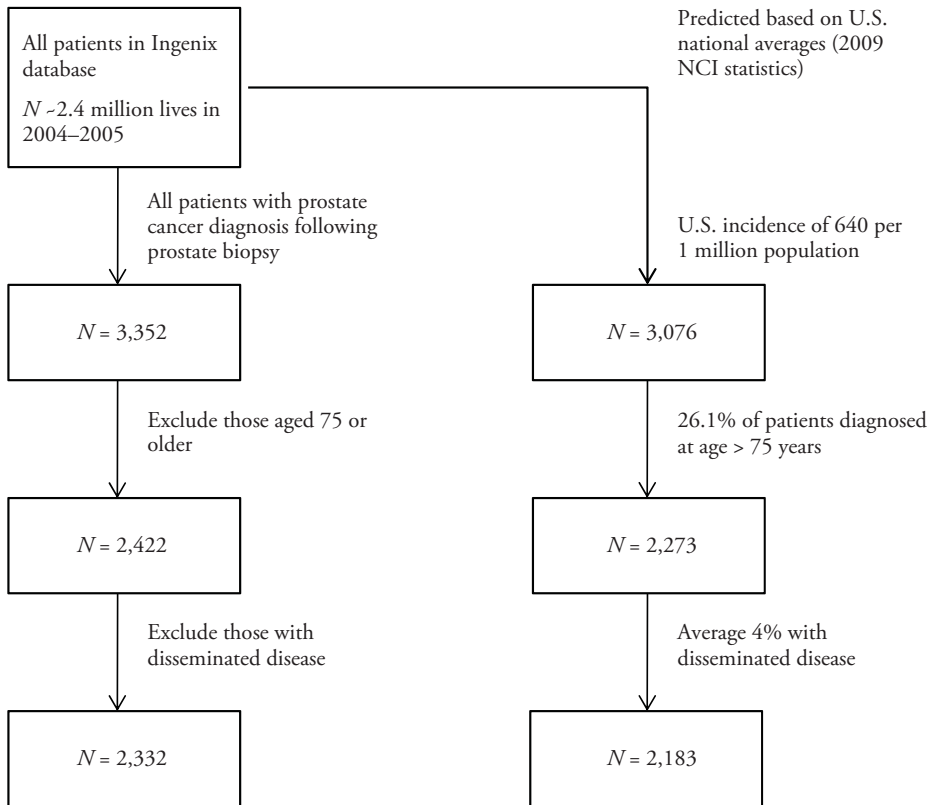 All patients in Ingenix
database
N ~2.4 million lives in
2004–2005
Predicted based on U.S.
national averages (2009
NCI statistics)
All patients with prostate
cancer diagnosis following
prostate biopsy
U.S. incidence of 640 per
1 million population
N = 3,352
N = 3,076
Exclude those aged 75 or
older
26.1% of patients diagnosed
at age > 75 years
N = 2,422
N = 2,273
Exclude those with
disseminated disease
Average 4% with
disseminated disease
N = 2,332
N = 2,183